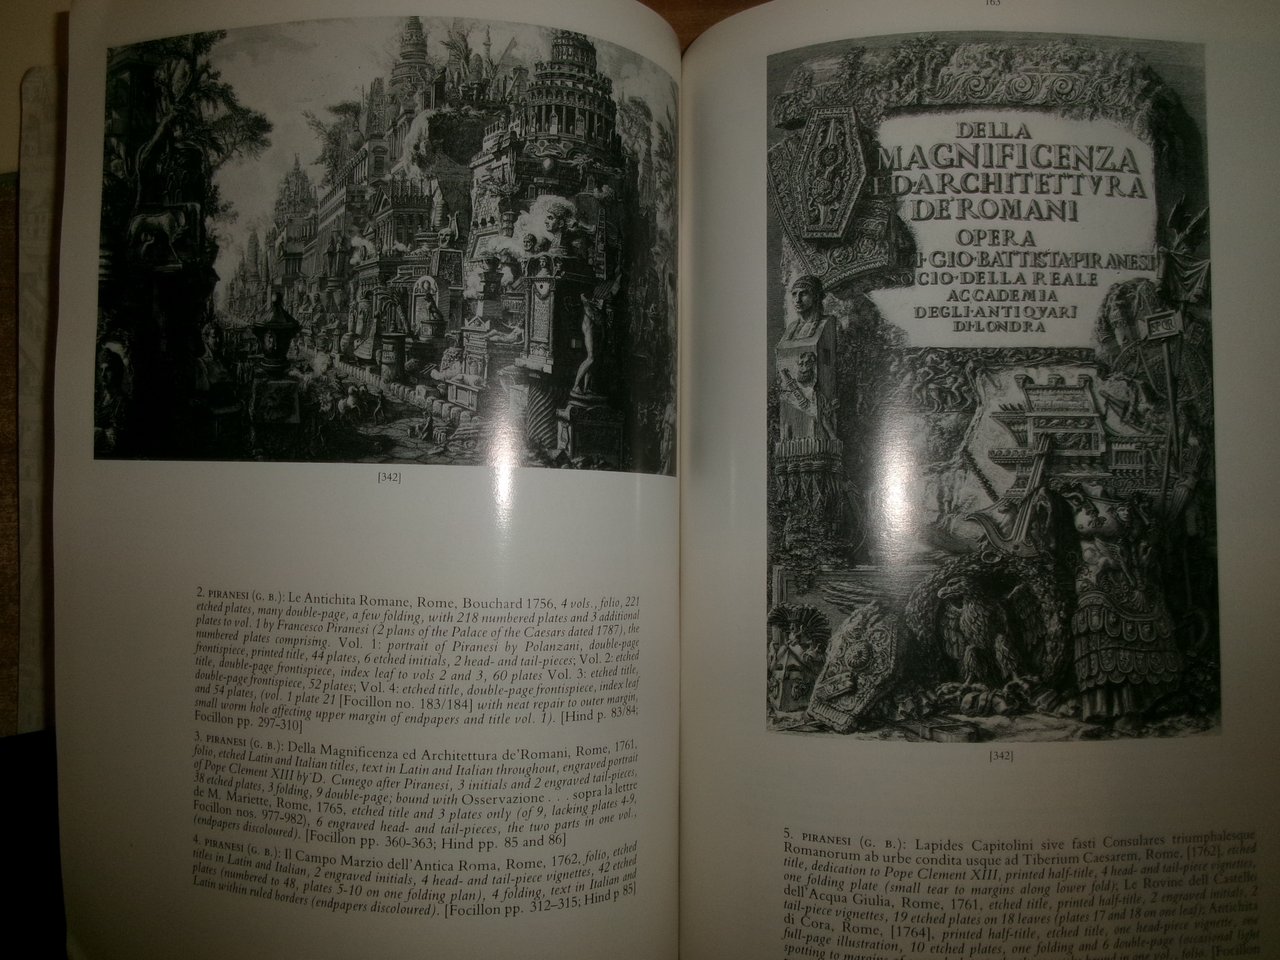 [342]
2. PIRANESI (G. B.): Le Antichita Romane, Rome, Bouchard 1756, 4 vols., folio, 221
etched plates, many double-page, a few folding, with 218 numbered plates and 3 additional
plates to vol. 1 by Francesco Piranesi (2 plans of the Palace of the Caesars dated 1787), the
numbered plates comprising. Vol. 1: portrait of Piranesi by Polanzani, double-page
frontispiece, printed title, 44 plates, 6 etched initials, 2 head- and tail-pieces; Vol. 2: etched
title, double-page frontispiece, index leaf to vols 2 and 3, 60 plates Vol. 3: etched title,
double-page frontispiece, 52 plates; Vol. 4: etched title, double-page frontispiece, index leaf
and 54 plates, (vol. 1 plate 21 [Focillon no. 183/184] with neat repair to outer margin,
small worm hole affecting upper margin of endpapers and title vol. 1). [Hind p. 83/84;
Focillon pp. 297-310]
3. PIRANESI (G. B.): Della Magnificenza ed Architettura de'Romani, Rome, 1761,
folio, etched Latin and Italian titles, text in Latin and Italian throughout, engraved portrait
of Pope Clement XIII by D. Cunego after Piranesi, 3 initials and 2 engraved tail-pieces,
38 etched plates, 3 folding, 9 double-page; bound with Osservazione . . . sopra la lettre
de M. Mariette, Rome, 1765, etched title and 3 plates only (of 9, lacking plates 4-9,
Focillon nos. 977-982), 6 engraved head- and tail-pieces, the two parts in one vol.,
(endpapers discoloured). [Focillon pp. 360-363; Hind pp. 85 and 86]
4. PIRANESI (G. B.): Il Campo Marzio dell'Antica Roma, Rome, 1762, folio, etched
titles in Latin and Italian, 2 engraved initials, 4 head- and tail-piece vignettes, 42 etched
plates (numbered to 48, plates 5-10 on one folding plan), 4 folding, text in Italian and
Latin within ruled borders (endpapers discoloured). [Focillon pp. 312–315; Hind p 85]
163
DELLA
MAGNIFICENZA
ED ARCHITETTVRA
DE'ROMANI
OPERA
DI GIO·BATTISTA PIRANESI
SOCIO·DELLA REALE
ACCADEMIA
DEGLI·ANTIQVARI
DI·LONDRA
SPQR
[342]
5. PIRANESI (G. B.): Lapides Capitolini sive fasti Consulares triumphalesque
Romanorum ab urbe condita usque ad Tiberium Caesarem, Rome, [1762], etched
title, dedication to Pope Clement XIII, printed half-title, 4 head- and tail-piece vignettes,
one folding plate (small tear to margins along lower fold); Le Rovine dell Castello
dell'Acqua Giulia, Rome, 1761, etched title, printed half-title, 2 engraved initials, 2
tail-piece vignettes, 19 etched plates on 18 leaves (plates 17 and 18 on one leaf); Antichita
di Cora, Rome, [1764], printed half-title, etched title, one head-piece vignette, one
full-page illustration, 10 etched plates, one folding and 6 double-page (occasional light
spotting to margins of bound in one vol., folio. [Focillon